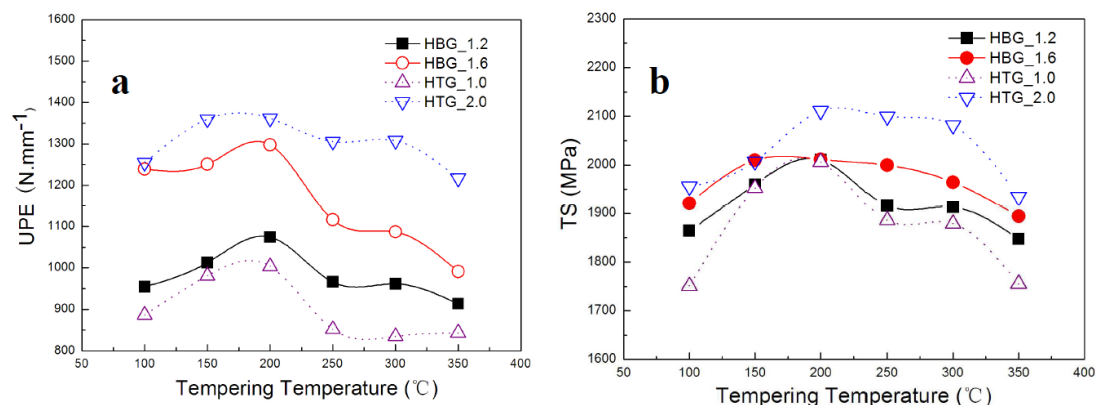 1600
1500
1400
1300
1200
1100
1000
900
800
50
100
150
200
250
300
350
400
UPE (N.mm⁻¹)
Tempering Temperature (℃)
a
HBG_1.2
HBG_1.6
HTG_1.0
HTG_2.0
2300
2200
2100
2000
1900
1800
1700
1600
50
100
150
200
250
300
350
400
TS (MPa)
Tempering Temperature (℃)
b
HBG_1.2
HBG_1.6
HTG_1.0
HTG_2.0